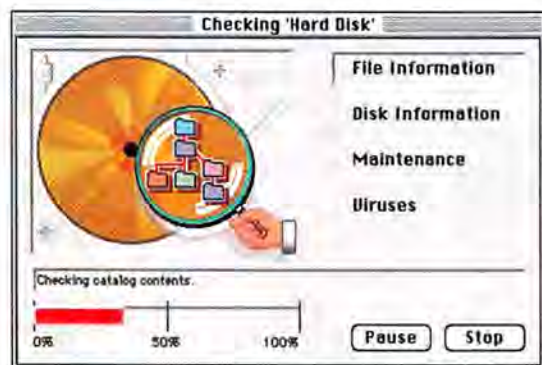 Checking 'Hard Disk'
File Information
Disk Information
Maintenance
Viruses
Checking catalog contents.
0%
50%
100%
Pause
Stop